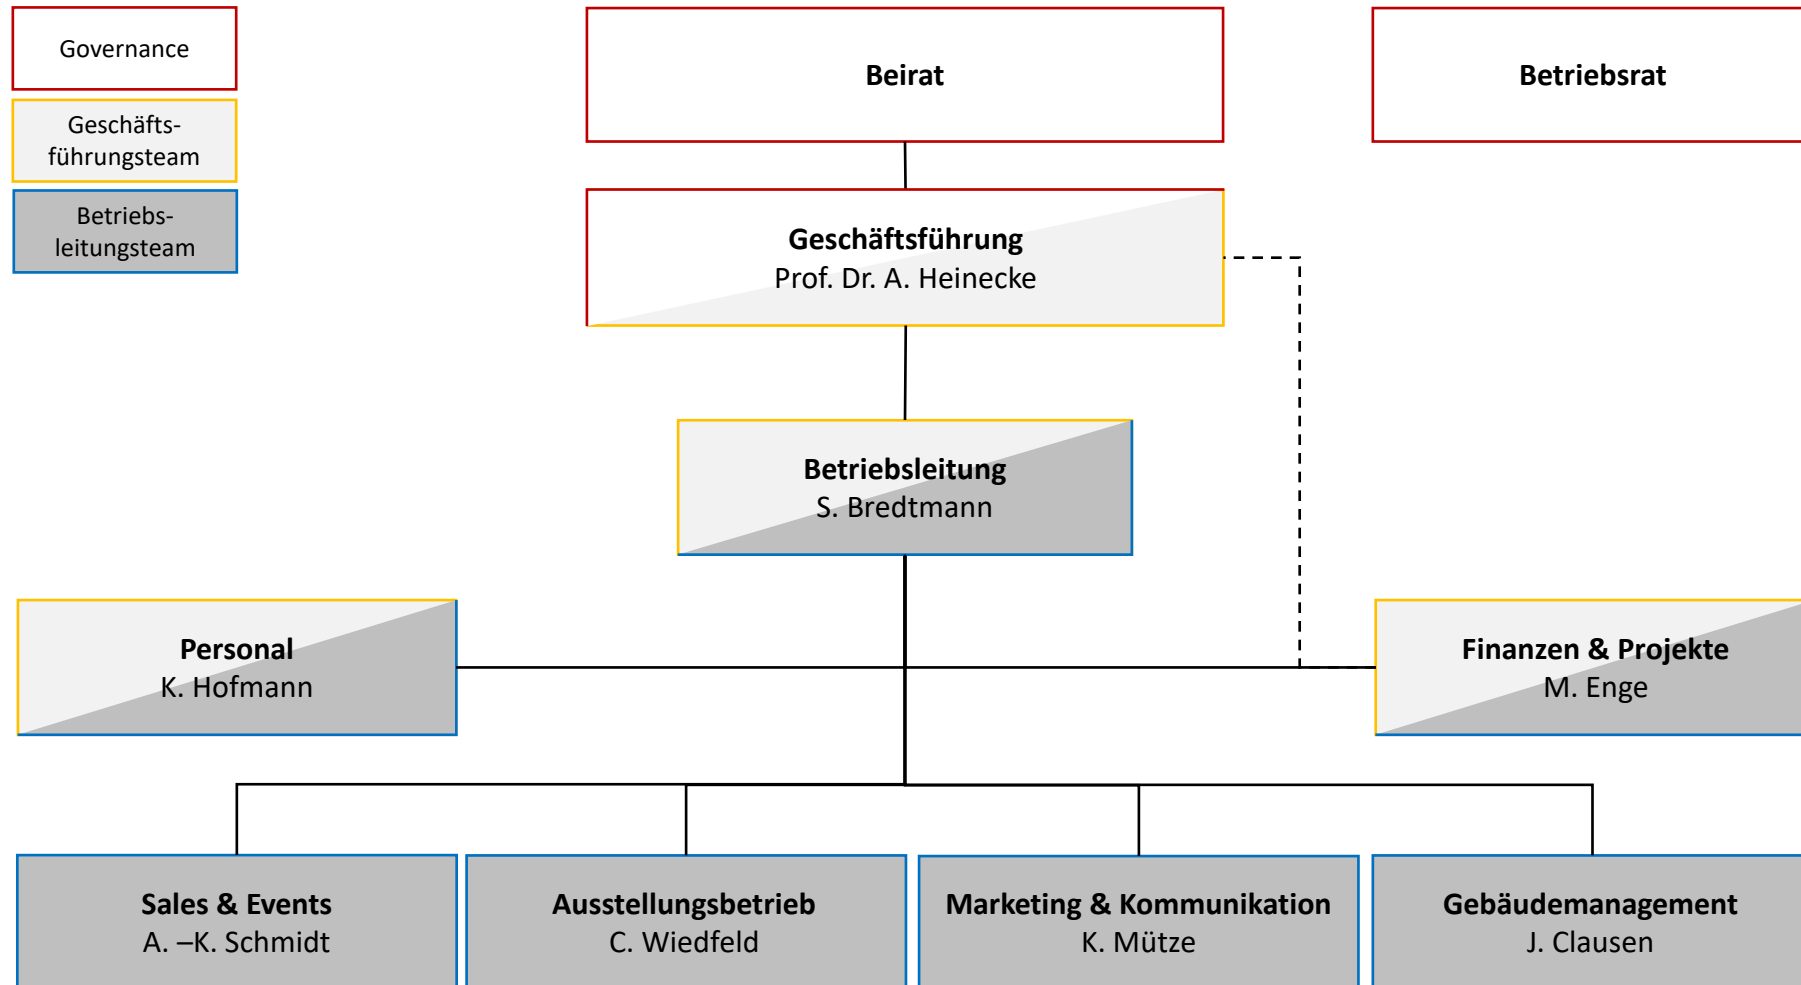 Governance
Geschäfts-
führungsteam
Betriebs-
leitungsteam
Beirat
Betriebsrat
Geschäftsführung
Prof. Dr. A. Heinecke
Betriebsleitung
S. Bredtmann
Personal
K. Hofmann
Finanzen & Projekte
M. Enge
Sales & Events
A. –K. Schmidt
Ausstellungsbetrieb
C. Wiedfeld
Marketing & Kommunikation
K. Mütze
Gebäudemanagement
J. Clausen